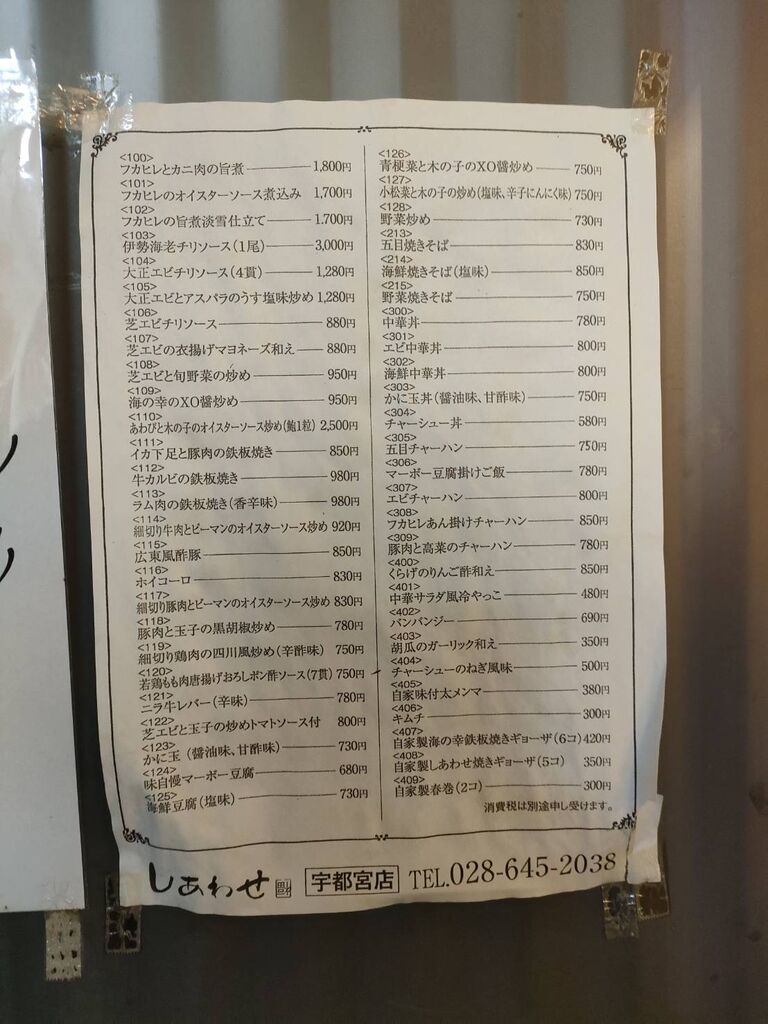 <100>
フカヒレとカニ肉の旨煮 1,800円
<101>
フカヒレのオイスターソース煮込み 1,700円
<102>
フカヒレの旨煮淡雪仕立て 1,700円
<103>
伊勢海老チリソース(1尾) 3,000円
<104>
大正エビチリソース(4貫) 1,280円
<105>
大正エビとアスパラのうす塩味炒め 1,280円
<106>
芝エビチリソース 880円
<107>
芝エビの衣揚げマヨネーズ和え 880円
<108>
芝エビと旬野菜の炒め 950円
<109>
海の幸のXO醤炒め 950円
<110>
あわびと木の子のオイスターソース炒め(鮑1粒) 2,500円
<111>
イカ下足と豚肉の鉄板焼き 850円
<112>
牛カルビの鉄板焼き 980円
<113>
ラム肉の鉄板焼き(香辛味) 980円
<114>
細切り牛肉とピーマンのオイスターソース炒め 920円
<115>
広東風酢豚 850円
<116>
ホイコーロ 830円
<117>
細切り豚肉とピーマンのオイスターソース炒め 830円
<118>
豚肉と玉子の黒胡椒炒め 780円
<119>
細切り鶏肉の四川風炒め(辛酢味) 750円
<120>
若鶏もも肉唐揚げおろしポン酢ソース(7貫) 750円
<121>
ニラ牛レバー(辛味) 780円
<122>
芝エビと玉子の炒めトマトソース付 800円
<123>
かに玉(醤油味、甘酢味) 730円
<124>
味自慢マーボー豆腐 680円
<125>
海鮮豆腐(塩味) 730円
<126>
青梗菜と木の子のXO醤炒め 750円
<127>
小松菜と木の子の炒め(塩味、辛子にんにく味) 750円
<128>
野菜炒め 730円
<213>
五目焼きそば 830円
<214>
海鮮焼きそば(塩味) 850円
<215>
野菜焼きそば 750円
<300>
中華丼 780円
<301>
エビ中華丼 800円
<302>
海鮮中華丼 800円
<303>
かに玉丼(醤油味、甘酢味) 750円
<304>
チャーシュー丼 580円
<305>
五目チャーハン 750円
<306>
マーボー豆腐掛けご飯 780円
<307>
エビチャーハン 800円
<308>
フカヒレあん掛けチャーハン 850円
<309>
豚肉と高菜のチャーハン 780円
<400>
くらげのりんご酢和え 850円
<401>
中華サラダ風冷やっこ 480円
<402>
バンバンジー 690円
<403>
胡瓜のガーリック和え 350円
<404>
チャーシューのねぎ風味 500円
<405>
自家味付太メンマ 380円
<406>
キムチ 300円
<407>
自家製海の幸鉄板焼きギョーザ(6コ) 420円
<408>
自家製しあわせ焼きギョーザ(5コ) 350円
<409>
自家製春巻(2コ) 300円
消費税は別途申し受けます。
しあわせ 宇都宮店 TEL.028-645-2038